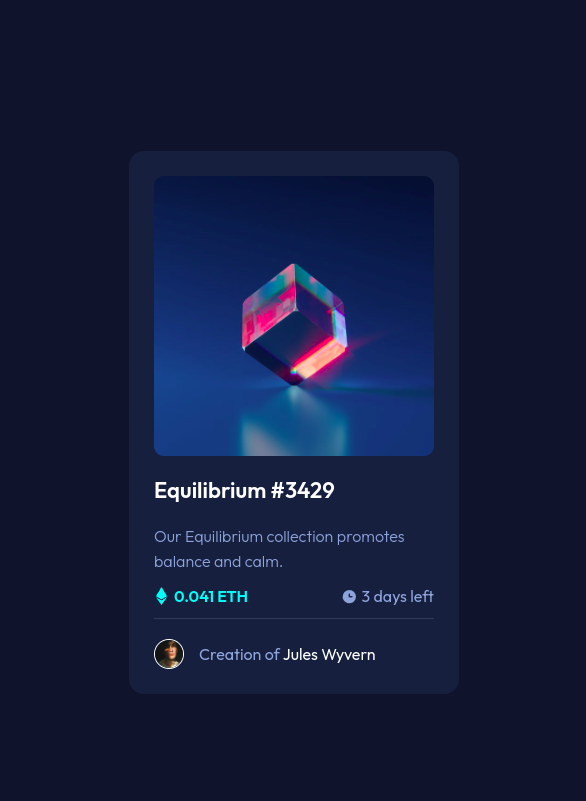 Equilibrium #3429
Our Equilibrium collection promotes
balance and calm.
0.041 ETH 3 days left
Creation of Jules Wyvern